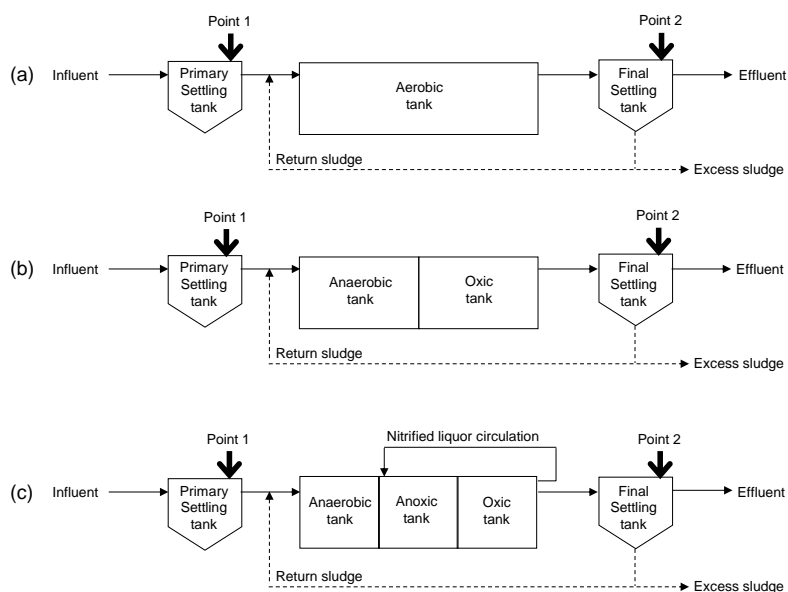 Point 1
Point 2
(a)
Influent
Primary
Settling
tank
Aerobic
tank
Final
Settling
tank
Effluent
Return sludge
Excess sludge
Point 1
Point 2
(b)
Influent
Primary
Settling
tank
Anaerobic
tank
Oxic
tank
Final
Settling
tank
Effluent
Return sludge
Excess sludge
Point 1
Nitrified liquor circulation
Point 2
(c)
Influent
Primary
Settling
tank
Anaerobic
tank
Anoxic
tank
Oxic
tank
Final
Settling
tank
Effluent
Return sludge
Excess sludge